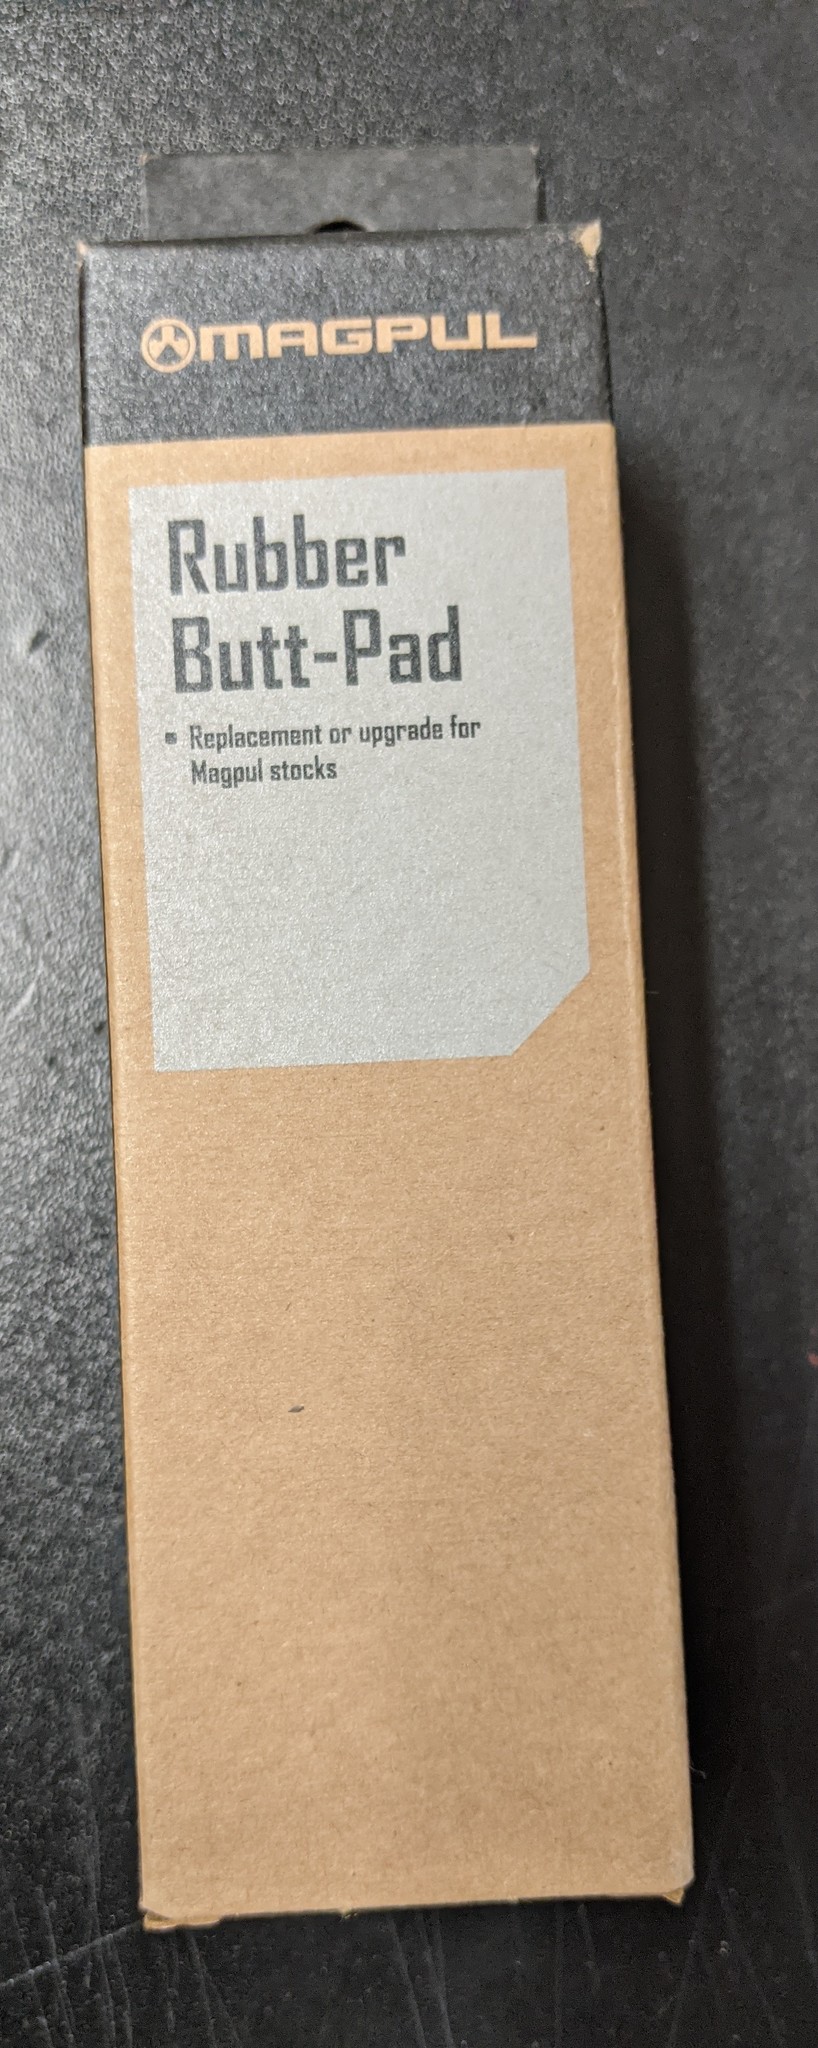 MAGPUL
Rubber
Butt-Pad
▪ Replacement or upgrade for
Magpul stocks